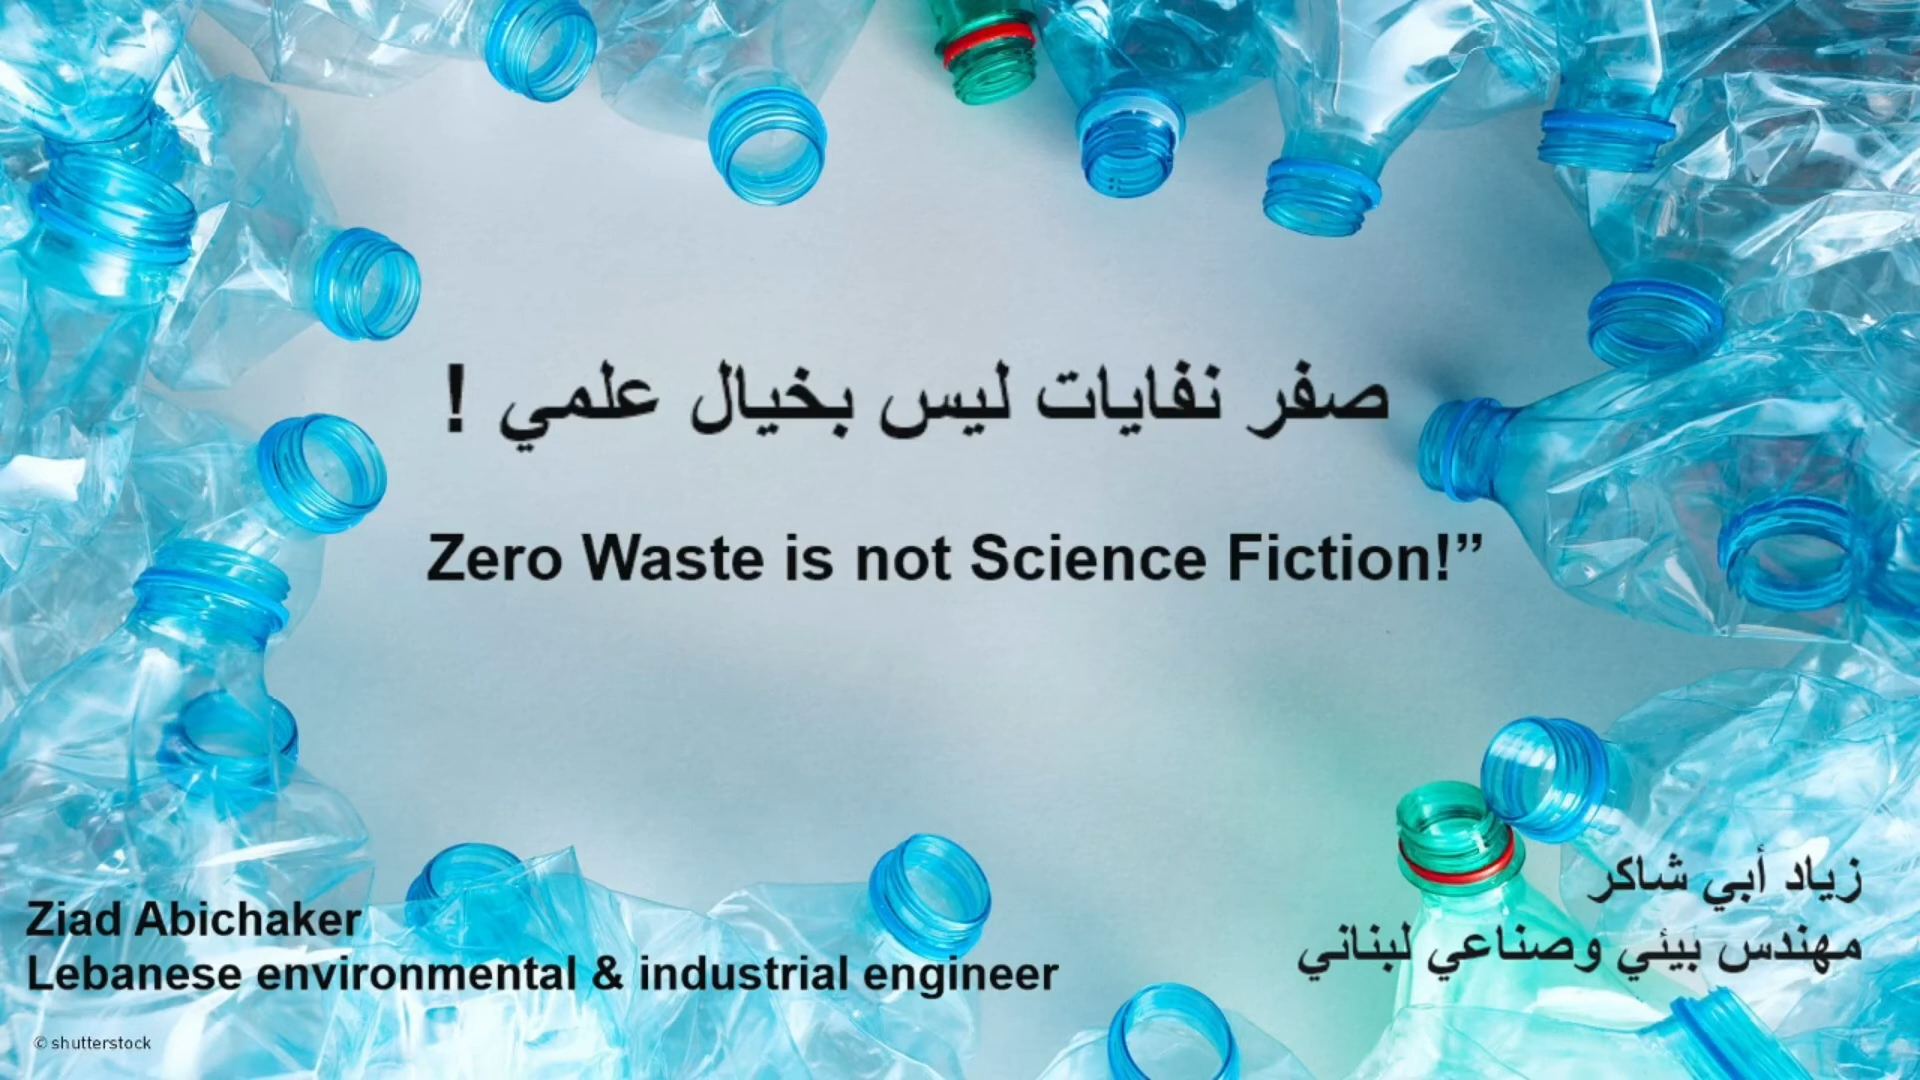 صفر نفايات ليس بخيال علمي !
Zero Waste is not Science Fiction!”
Ziad Abichaker
Lebanese environmental & industrial engineer
زياد أبي شاكر
مهندس بيئي وصناعي لبناني
© shutterstock